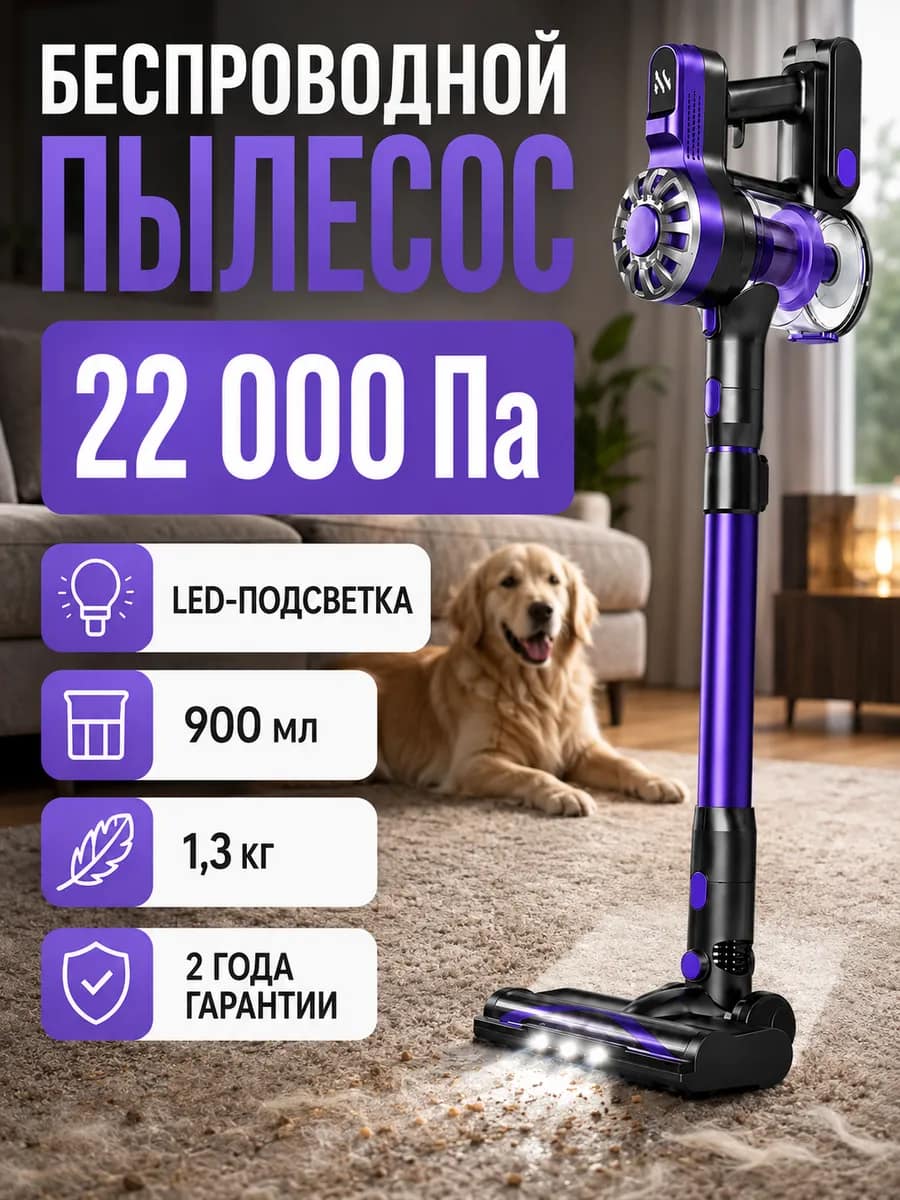 БЕСПРОВОДНОЙ
ПЫЛЕСОС
22 000 Па
LED-ПОДСВЕТКА
900 мл
1,3 кг
2 ГОДА
ГАРАНТИИ